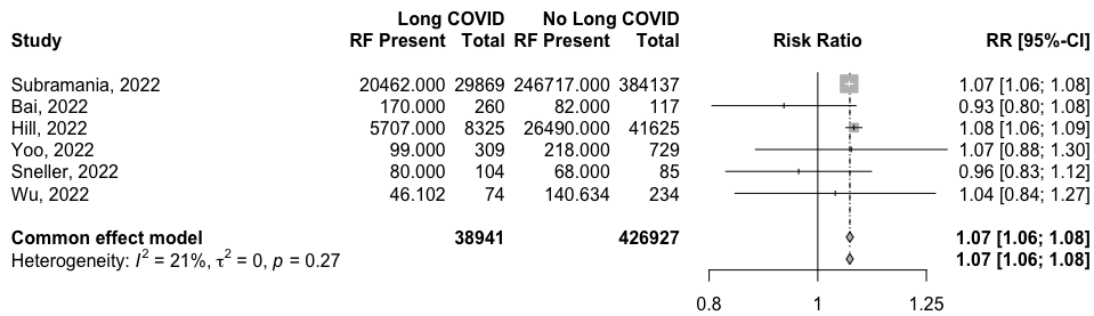 Long COVID No Long COVID
Study RF Present Total RF Present Total Risk Ratio RR [95%-CI]
Subramania, 2022 20462.000 29869 246717.000 384137 1.07 [1.06; 1.08]
Bai, 2022 170.000 260 82.000 117 0.93 [0.80; 1.08]
Hill, 2022 5707.000 8325 26490.000 41625 1.08 [1.06; 1.09]
Yoo, 2022 99.000 309 218.000 729 1.07 [0.88; 1.30]
Sneller, 2022 80.000 104 68.000 85 0.96 [0.83; 1.12]
Wu, 2022 46.102 74 140.634 234 1.04 [0.84; 1.27]
Common effect model 38941 426927 1.07 [1.06; 1.08]
Heterogeneity: I² = 21%, τ² = 0, p = 0.27 1.07 [1.06; 1.08]
0.8 1 1.25